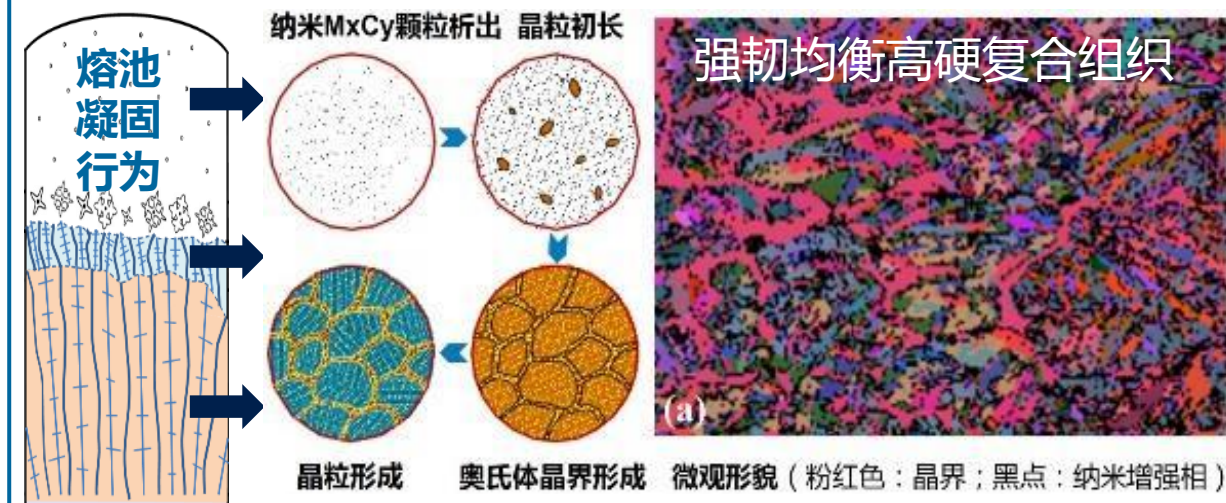 熔池
凝固
行为
纳米MxCy颗粒析出 晶粒初长
强韧均衡高硬复合组织
(a)
晶粒形成 奥氏体晶界形成 微观形貌（粉红色：晶界；黑点：纳米增强相）